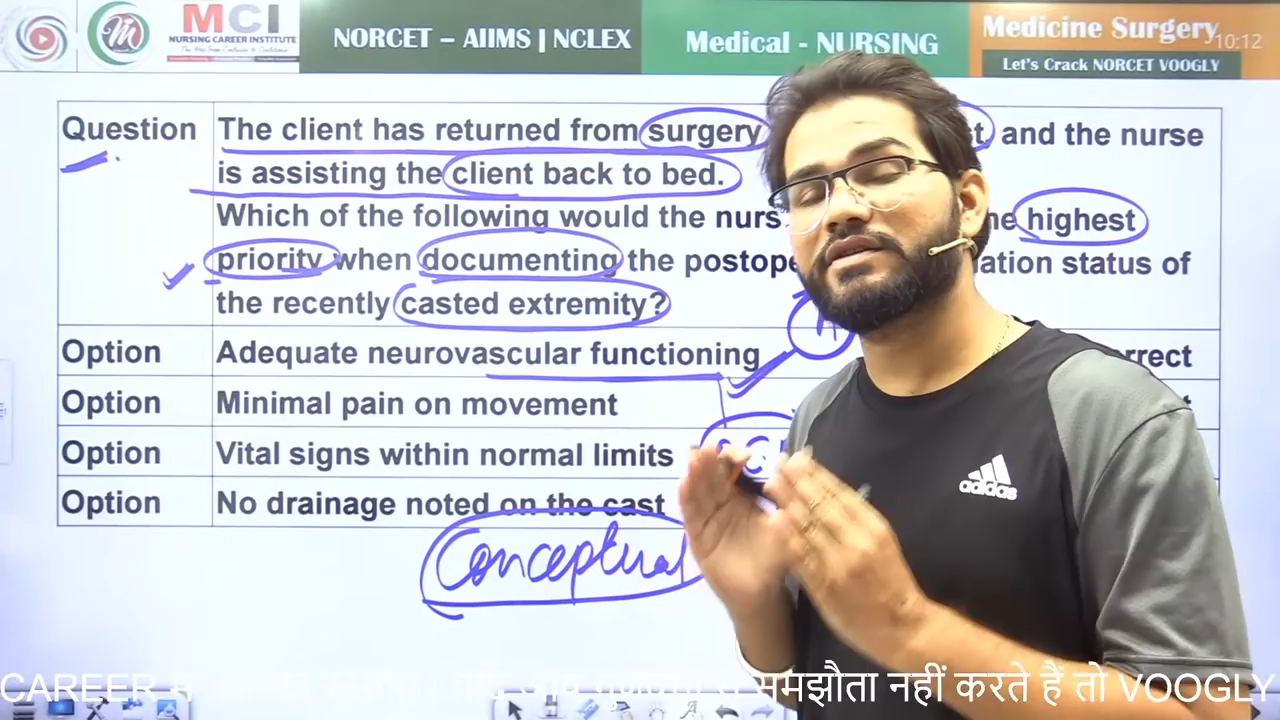 MCI
NURSING CAREER INSTITUTE
NORCET – AIIMS | NCLEX
Medical - NURSING
Medicine Surgery
10:12
Let's Crack NORCET VOOGLY
Question
The client has returned from surgery and the nurse
is assisting the client back to bed.
Which of the following would the highest
priority when documenting the status of
the recently casted extremity?
Option Adequate neurovascular functioning
Option Minimal pain on movement
Option Vital signs within normal limits
Option No drainage noted on the cast
Conceptual
adidas
CAREER समझौता नहीं करते हैं तो VOOGLY